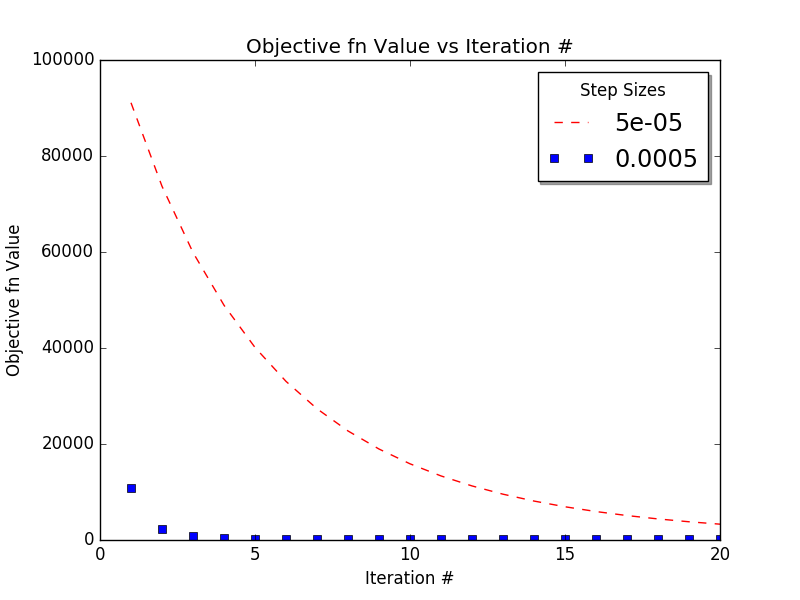 Objective fn Value vs Iteration #
100000
80000
60000
40000
20000
0
Objective fn Value
Step Sizes
5e-05
0.0005
0 5 10 15 20
Iteration #